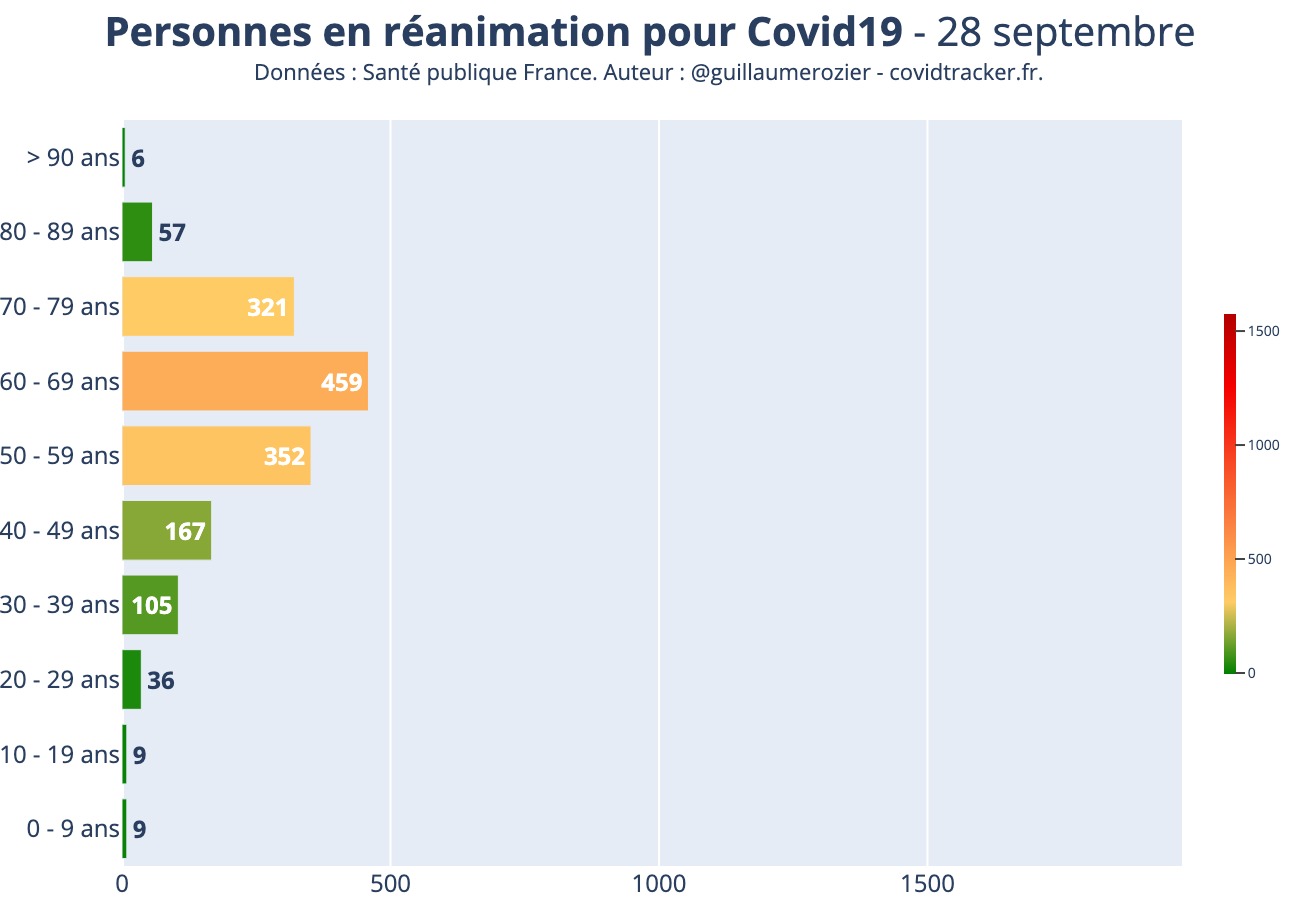 Personnes en réanimation pour Covid19 - 28 septembre
Données : Santé publique France. Auteur : @guillaumerozier - covidtracker.fr.
> 90 ans 6
80 - 89 ans 57
70 - 79 ans 321
60 - 69 ans 459
50 - 59 ans 352
40 - 49 ans 167
30 - 39 ans 105
20 - 29 ans 36
10 - 19 ans 9
0 - 9 ans 9
0 500 1000 1500
1500
1000
500
0